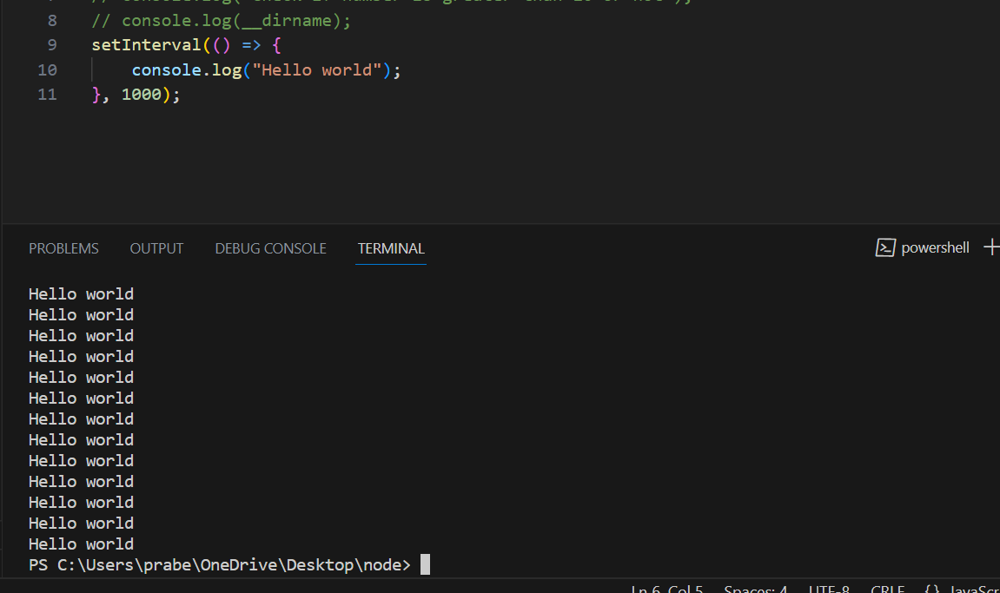 8 // console.log(__dirname);
9 setInterval(() => {
10 console.log("Hello world");
11 }, 1000);
PROBLEMS OUTPUT DEBUG CONSOLE TERMINAL powershell
Hello world
Hello world
Hello world
Hello world
Hello world
Hello world
Hello world
Hello world
Hello world
Hello world
Hello world
Hello world
Hello world
PS C:\Users\prabe\OneDrive\Desktop\node>
Ln 6, Col 5 Spaces: 4 UTF-8 CRLF {} JavaScr